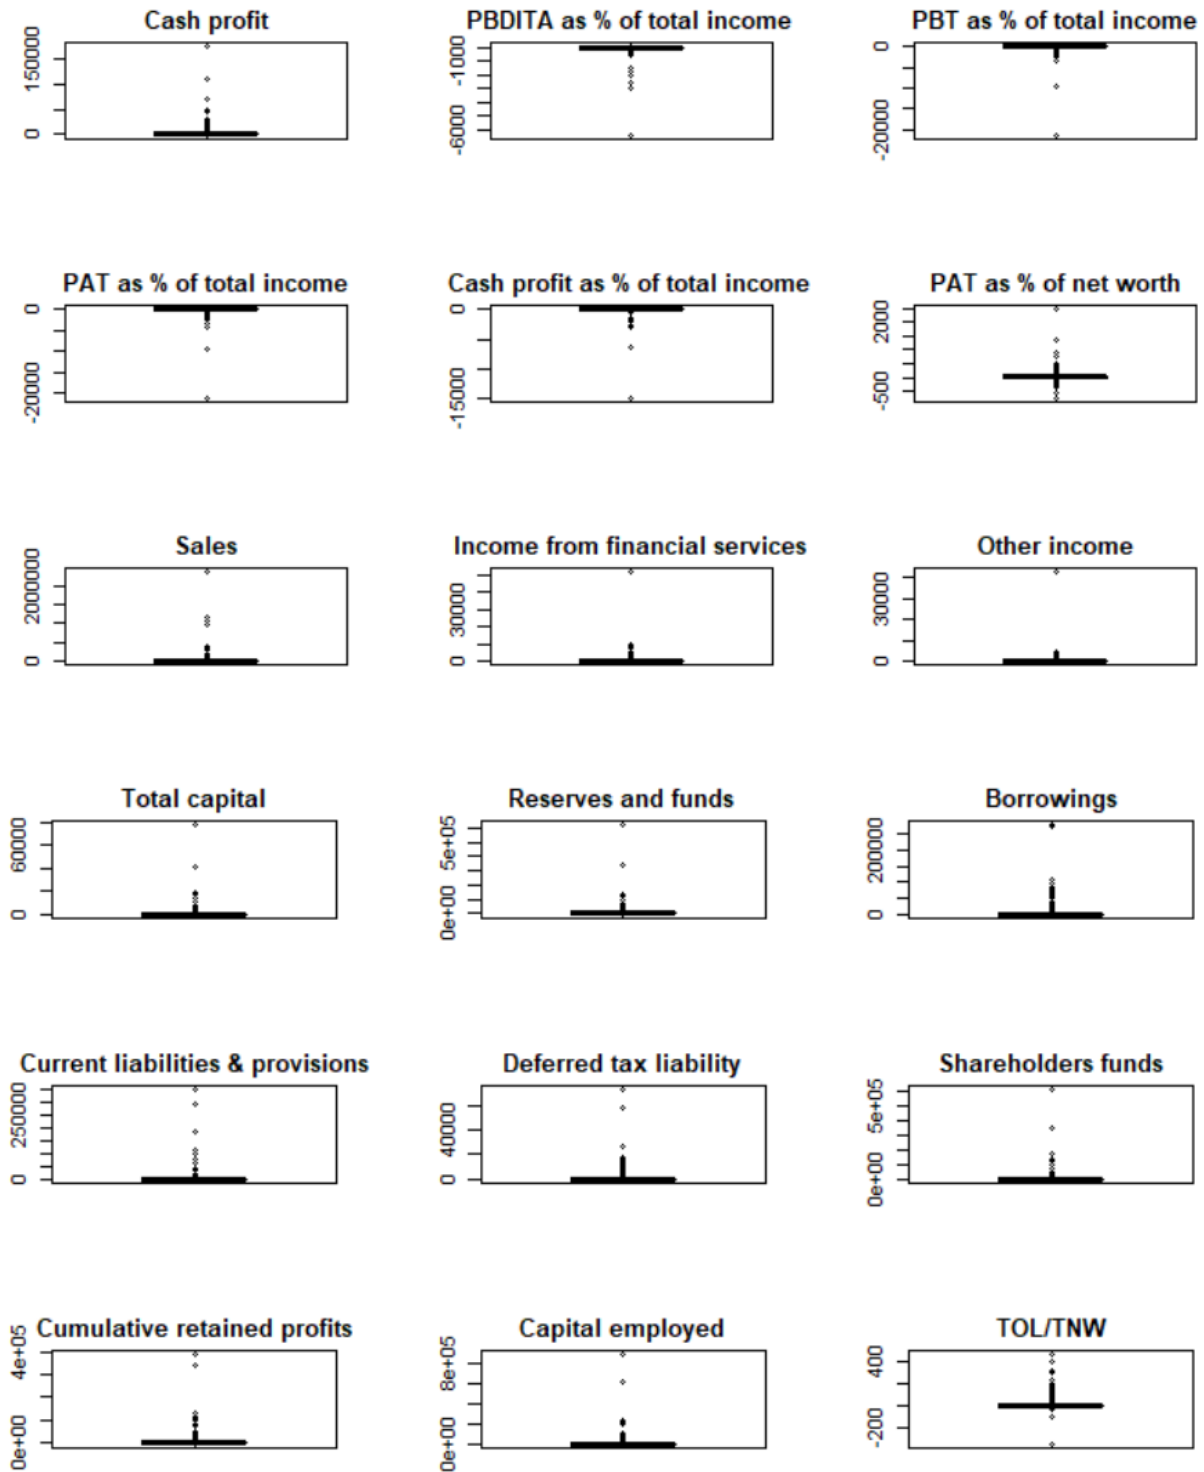 Cash profit
PBDITA as % of total income
PBT as % of total income
0 150000
-6000 -1000
-20000 0
PAT as % of total income
Cash profit as % of total income
PAT as % of net worth
-20000 0
-15000 0
-500 2000
Sales
Income from financial services
Other income
0 2000000
0 30000
0 30000
Total capital
Reserves and funds
Borrowings
0 60000
0e+00 5e+05
0 200000
Current liabilities & provisions
Deferred tax liability
Shareholders funds
0 250000
0 40000
0e+00 5e+05
Cumulative retained profits
Capital employed
TOL/TNW
0e+00 4e+05
0e+00 8e+05
-200 400